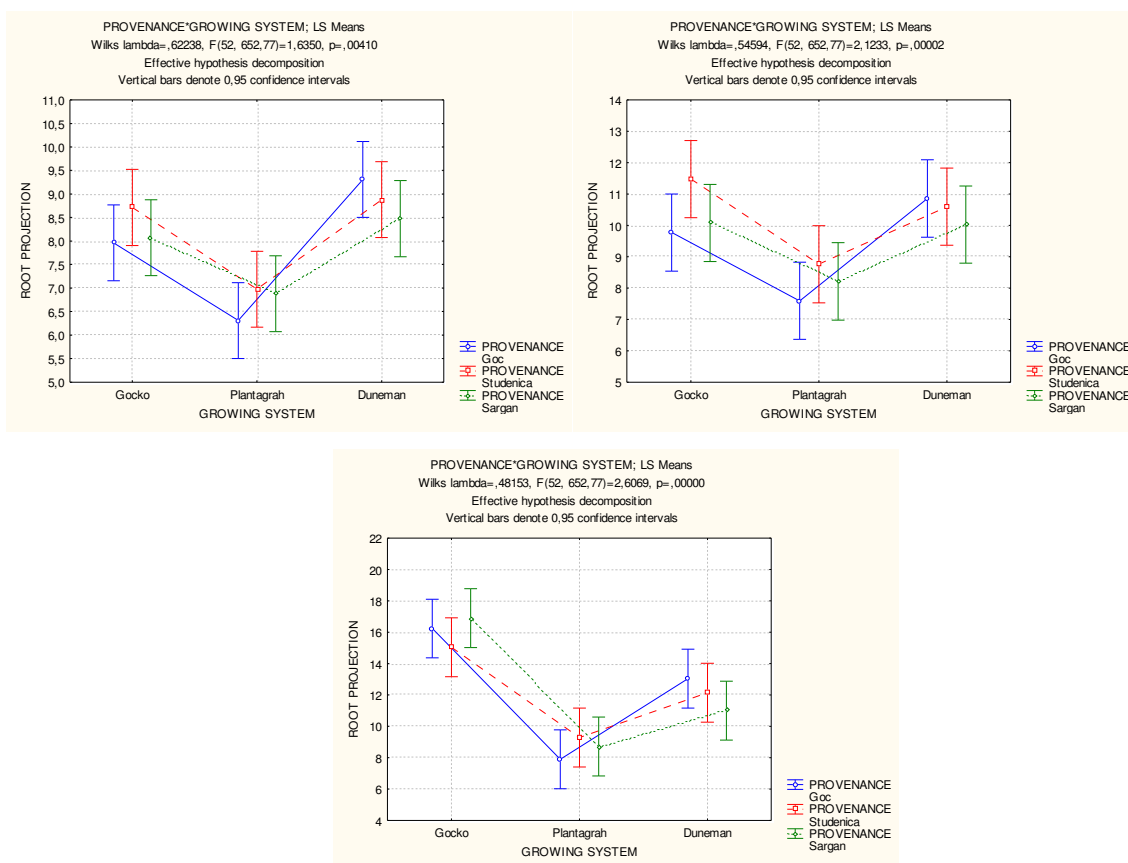 PROVENANCE*GROWING SYSTEM; LS Means
Wilks lambda=,62238, F(52, 652,77)=1,6350, p=,00410
Effective hypothesis decomposition
Vertical bars denote 0,95 confidence intervals
11,0
10,5
10,0
9,5
9,0
8,5
8,0
7,5
7,0
6,5
6,0
5,5
5,0
ROOT PROJECTION
Gocko Plantagrah Duneman
GROWING SYSTEM
PROVENANCE
Goc
PROVENANCE
Studenica
PROVENANCE
Sargan
PROVENANCE*GROWING SYSTEM; LS Means
Wilks lambda=,54594, F(52, 652,77)=2,1233, p=,00002
Effective hypothesis decomposition
Vertical bars denote 0,95 confidence intervals
14
13
12
11
10
9
8
7
6
5
ROOT PROJECTION
Gocko Plantagrah Duneman
GROWING SYSTEM
PROVENANCE
Goc
PROVENANCE
Studenica
PROVENANCE
Sargan
PROVENANCE*GROWING SYSTEM; LS Means
Wilks lambda=,48153, F(52, 652,77)=2,6069, p=,00000
Effective hypothesis decomposition
Vertical bars denote 0,95 confidence intervals
22
20
18
16
14
12
10
8
6
4
ROOT PROJECTION
Gocko Plantagrah Duneman
GROWING SYSTEM
PROVENANCE
Goc
PROVENANCE
Studenica
PROVENANCE
Sargan